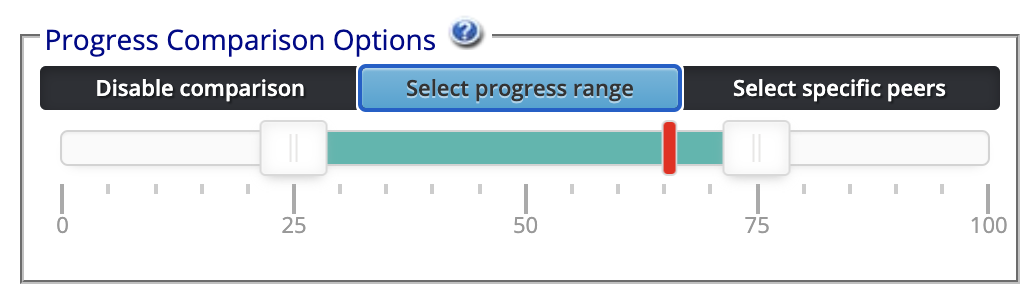 Progress Comparison Options ?
Disable comparison Select progress range Select specific peers
0 25 50 75 100